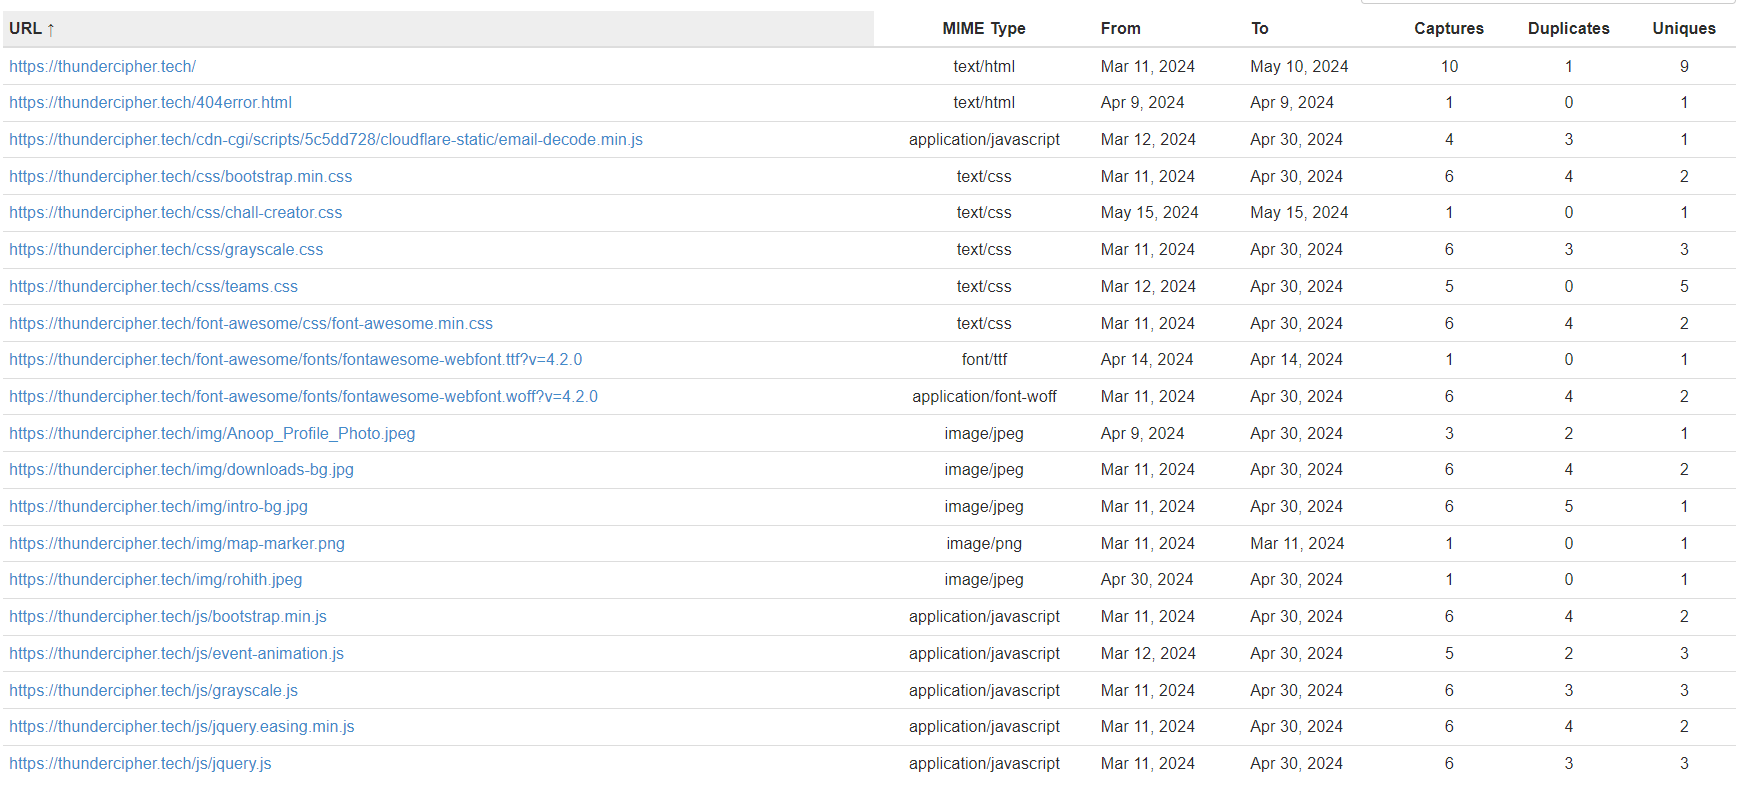 URL ↑ MIME Type From To Captures Duplicates Uniques
https://thundercipher.tech/ text/html Mar 11, 2024 May 10, 2024 10 1 9
https://thundercipher.tech/404error.html text/html Apr 9, 2024 Apr 9, 2024 1 0 1
https://thundercipher.tech/cdn-cgi/scripts/5c5dd728/cloudflare-static/email-decode.min.js application/javascript Mar 12, 2024 Apr 30, 2024 4 3 1
https://thundercipher.tech/css/bootstrap.min.css text/css Mar 11, 2024 Apr 30, 2024 6 4 2
https://thundercipher.tech/css/chall-creator.css text/css May 15, 2024 May 15, 2024 1 0 1
https://thundercipher.tech/css/grayscale.css text/css Mar 11, 2024 Apr 30, 2024 6 3 3
https://thundercipher.tech/css/teams.css text/css Mar 12, 2024 Apr 30, 2024 5 0 5
https://thundercipher.tech/font-awesome/css/font-awesome.min.css text/css Mar 11, 2024 Apr 30, 2024 6 4 2
https://thundercipher.tech/font-awesome/fonts/fontawesome-webfont.ttf?v=4.2.0 font/ttf Apr 14, 2024 Apr 14, 2024 1 0 1
https://thundercipher.tech/font-awesome/fonts/fontawesome-webfont.woff?v=4.2.0 application/font-woff Mar 11, 2024 Apr 30, 2024 6 4 2
https://thundercipher.tech/img/Anoop_Profile_Photo.jpeg image/jpeg Apr 9, 2024 Apr 30, 2024 3 2 1
https://thundercipher.tech/img/downloads-bg.jpg image/jpeg Mar 11, 2024 Apr 30, 2024 6 4 2
https://thundercipher.tech/img/intro-bg.jpg image/jpeg Mar 11, 2024 Apr 30, 2024 6 5 1
https://thundercipher.tech/img/map-marker.png image/png Mar 11, 2024 Mar 11, 2024 1 0 1
https://thundercipher.tech/img/rohith.jpeg image/jpeg Apr 30, 2024 Apr 30, 2024 1 0 1
https://thundercipher.tech/js/bootstrap.min.js application/javascript Mar 11, 2024 Apr 30, 2024 6 4 2
https://thundercipher.tech/js/event-animation.js application/javascript Mar 12, 2024 Apr 30, 2024 5 2 3
https://thundercipher.tech/js/grayscale.js application/javascript Mar 11, 2024 Apr 30, 2024 6 3 3
https://thundercipher.tech/js/jquery.easing.min.js application/javascript Mar 11, 2024 Apr 30, 2024 6 4 2
https://thundercipher.tech/js/jquery.js application/javascript Mar 11, 2024 Apr 30, 2024 6 3 3